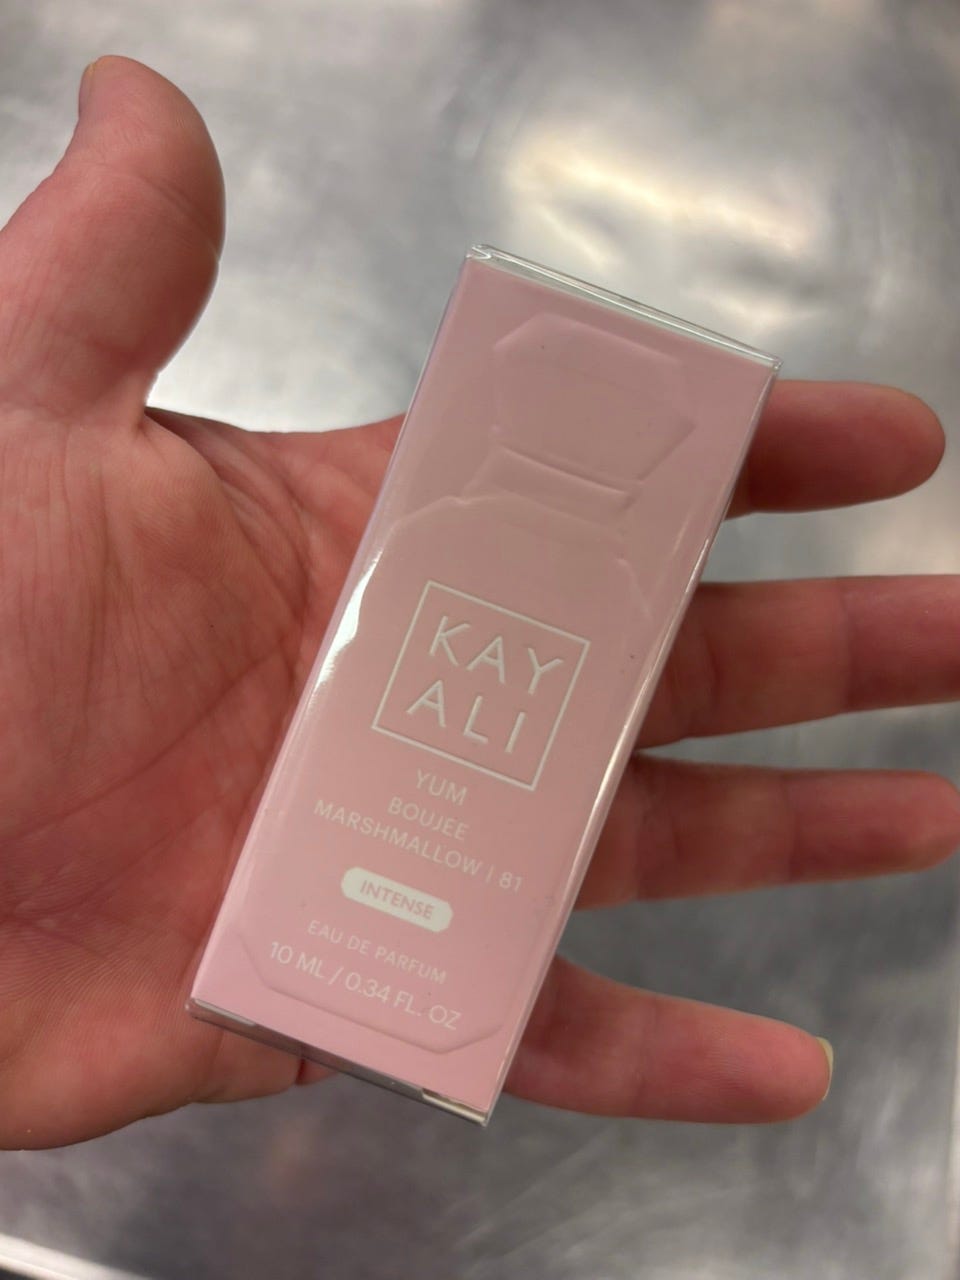 KAY
ALI
YUM
BOUJEE
MARSHMALLOW | 81
INTENSE
EAU DE PARFUM
10 ML / 0.34 FL. OZ